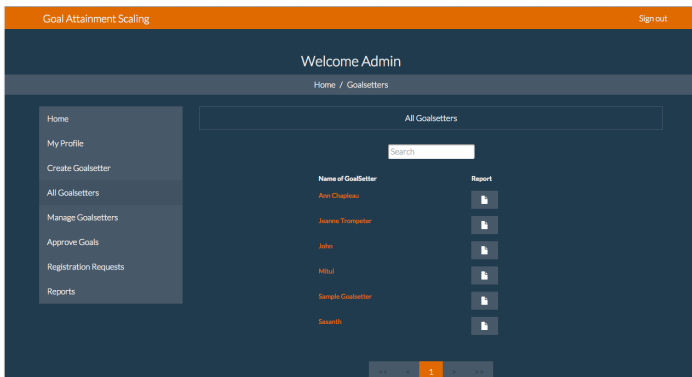 Goal Attainment Scaling Sign out
Welcome Admin
Home / Goalsetters
Home
My Profile
Create Goalsetter
All Goalsetters
Manage Goalsetters
Approve Goals
Registration Requests
Reports
All Goalsetters
Search
Name of GoalSetter Report
Ann Chapleau
Jeanne Trompeter
John
Mitul
Sample Goalsetter
Sasanth
<< < 1 > >>